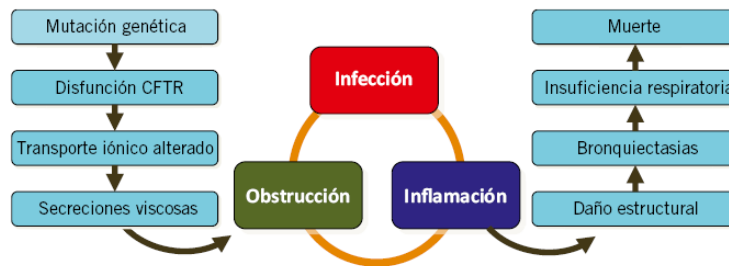 Mutación genética
Disfunción CFTR
Transporte iónico alterado
Secreciones viscosas
Infección
Obstrucción
Inflamación
Muerte
Insuficiencia respiratoria
Bronquiectasias
Daño estructural